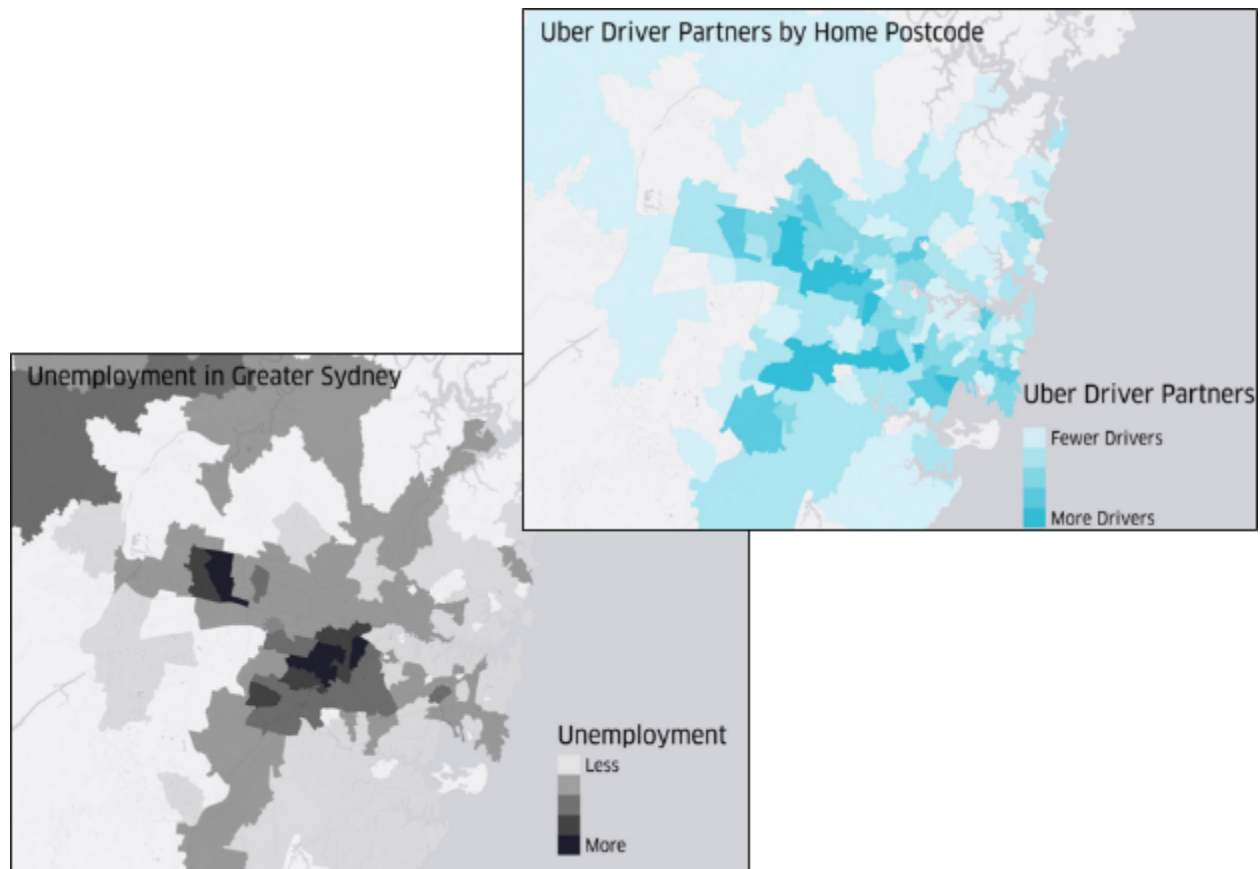 Uber Driver Partners by Home Postcode
Uber Driver Partners
Fewer Drivers
More Drivers
Unemployment in Greater Sydney
Unemployment
Less
More